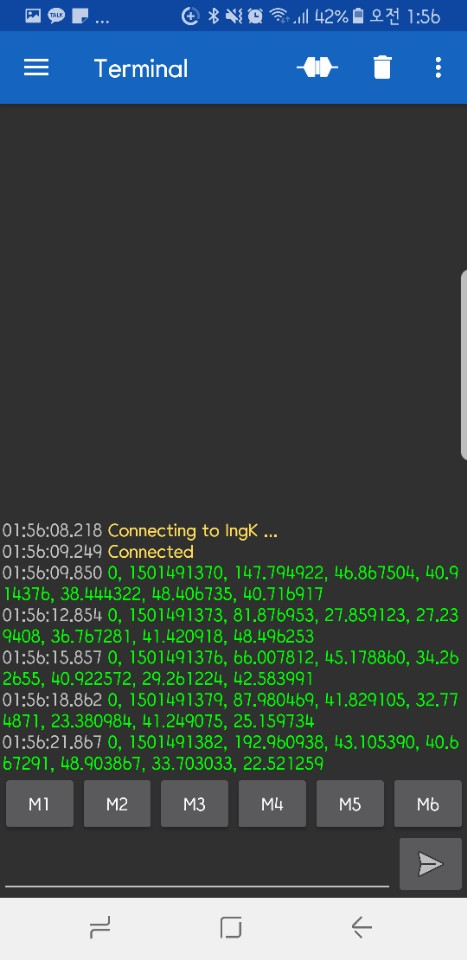 TALK ... 42% 오전 1:56
Terminal
01:56:08.218 Connecting to IngK ...
01:56:09.249 Connected
01:56:09.850 0, 1501491370, 147.794922, 46.867504, 40.9
14376, 38.444322, 48.406735, 40.716917
01:56:12.854 0, 1501491373, 81.876953, 27.859123, 27.23
9408, 36.767281, 41.420918, 48.496253
01:56:15.857 0, 1501491376, 66.007812, 45.178860, 34.26
2655, 40.922572, 29.261224, 42.583991
01:56:18.862 0, 1501491379, 87.980469, 41.829105, 32.77
4871, 23.380984, 41.249075, 25.159734
01:56:21.867 0, 1501491382, 192.960938, 43.105390, 40.6
67291, 48.903867, 33.703033, 22.521259
M1 M2 M3 M4 M5 M6